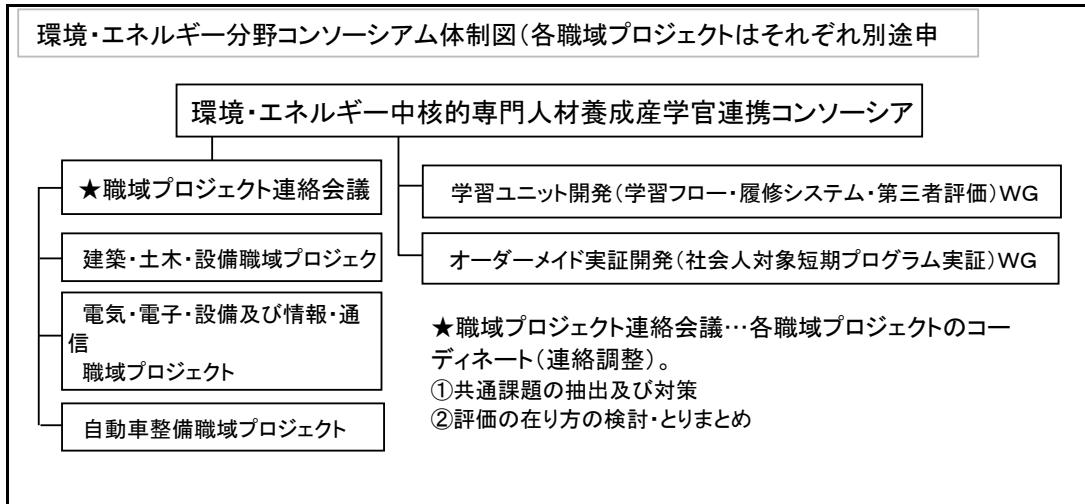 環境・エネルギー分野コンソーシアム体制図(各職域プロジェクトはそれぞれ別途申
環境・エネルギー中核的専門人材養成産学官連携コンソーシア
★職域プロジェクト連絡会議
建築・土木・設備職域プロジェク
電気・電子・設備及び情報・通
信
職域プロジェクト
自動車整備職域プロジェクト
学習ユニット開発(学習フロー・履修システム・第三者評価)WG
オーダーメイド実証開発(社会人対象短期プログラム実証)WG
★職域プロジェクト連絡会議…各職域プロジェクトのコー
ディネート(連絡調整)。
①共通課題の抽出及び対策
②評価の在り方の検討・とりまとめ